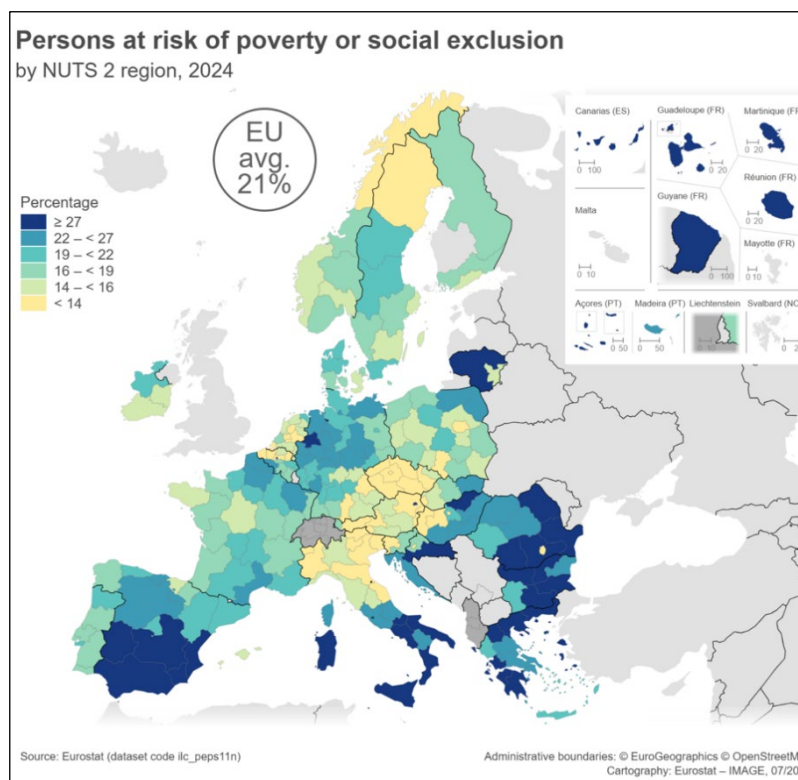 Persons at risk of poverty or social exclusion
by NUTS 2 region, 2024
EU
avg.
21%
Percentage
≥ 27
22 – < 27
19 – < 22
16 – < 19
14 – < 16
< 14
Canarias (ES)
0 100
Guadeloupe (FR)
0 20
Martinique (FR
0 20
Malta
0 10
Guyane (FR)
0 100
Réunion (FR)
0 20
Mayotte (FR)
0 10
Açores (PT)
0 50
Madeira (PT)
Liechtenstein
Svalbard (NO
Source: Eurostat (dataset code ilc_peps11n)
Administrative boundaries: © EuroGeographics © OpenStreetM
Cartography: Eurostat – IMAGE, 07/20